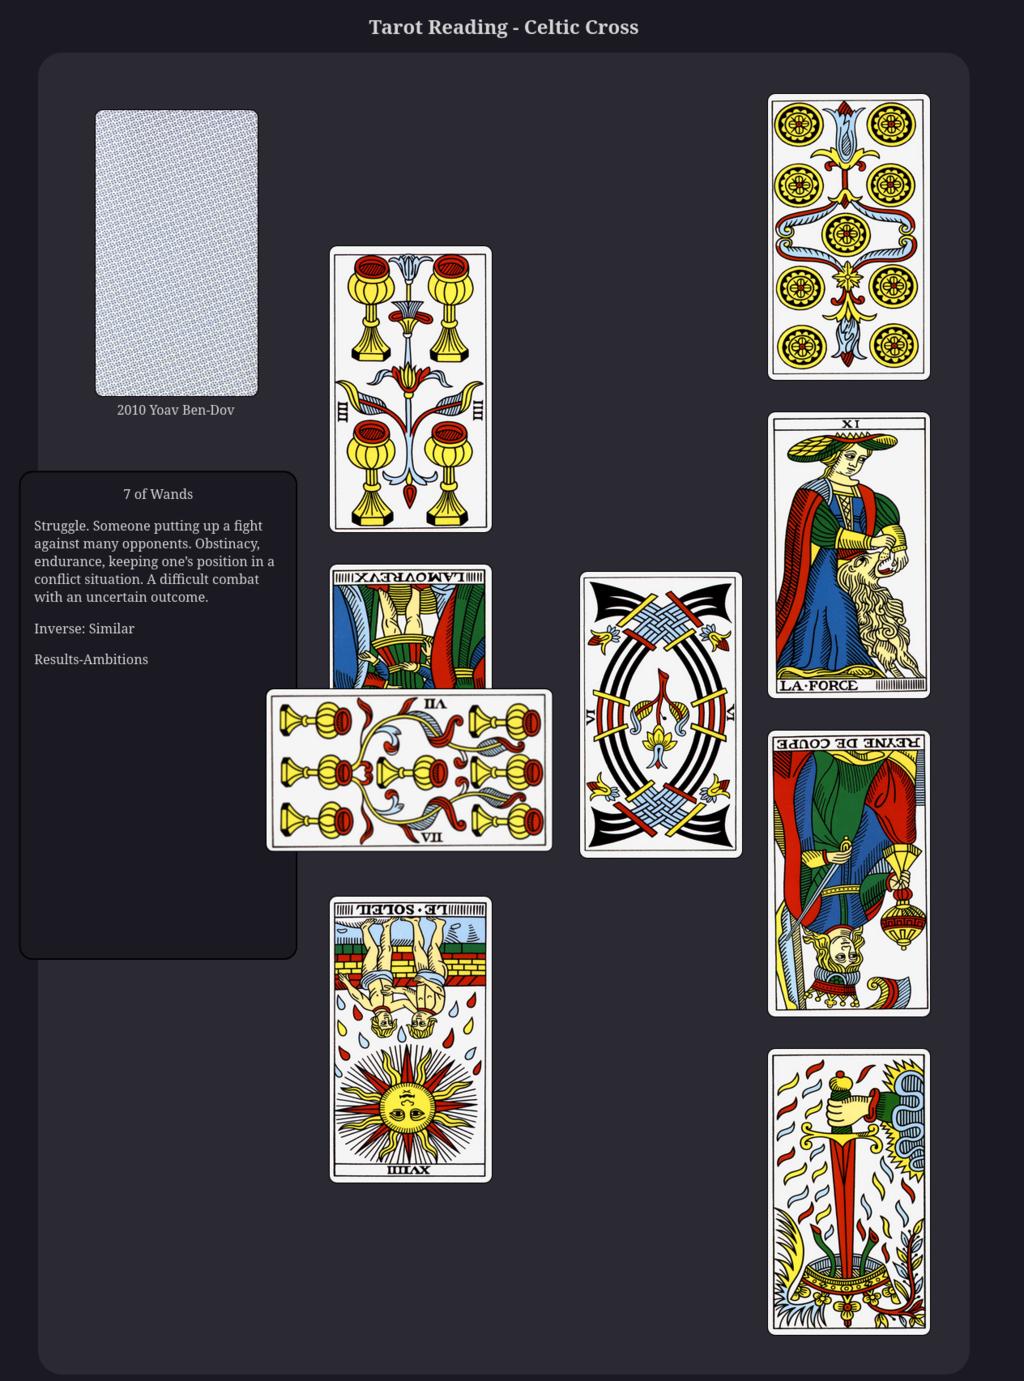 Tarot Reading - Celtic Cross
2010 Yoav Ben-Dov
7 of Wands
Struggle. Someone putting up a fight
against many opponents. Obstinacy,
endurance, keeping one's position in a
conflict situation. A difficult combat
with an uncertain outcome.
Inverse: Similar
Results-Ambitions
IIII
IIII
LAMOVREVX
VII
VII
LE·SOLEIL
XVIIII
VI
VI
XI
LA·FORCE
REYNE DE COUPE